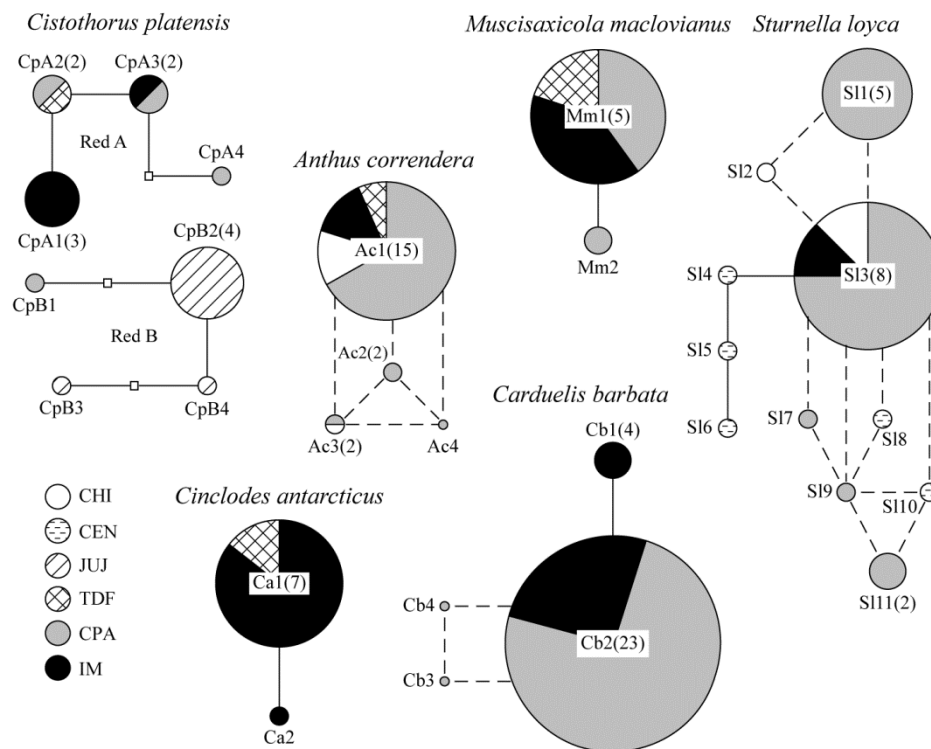 Cistothorus platensis
CpA2(2)
CpA3(2)
Red A
CpA4
CpA1(3)
CpB2(4)
CpB1
Red B
CpB3
CpB4
Anthus correndera
Ac1(15)
Ac2(2)
Ac3(2)
Ac4
Muscisaxicola maclovianus
Mm1(5)
Mm2
Sturnella loyca
Sl1(5)
Sl2
Sl3(8)
Sl4
Sl5
Sl6
Sl7
Sl8
Sl9
Sl10
Sl11(2)
Carduelis barbata
Cb1(4)
Cb4
Cb2(23)
Cb3
Cinclodes antarcticus
Ca1(7)
Ca2
CHI
CEN
JUJ
TDF
CPA
IM